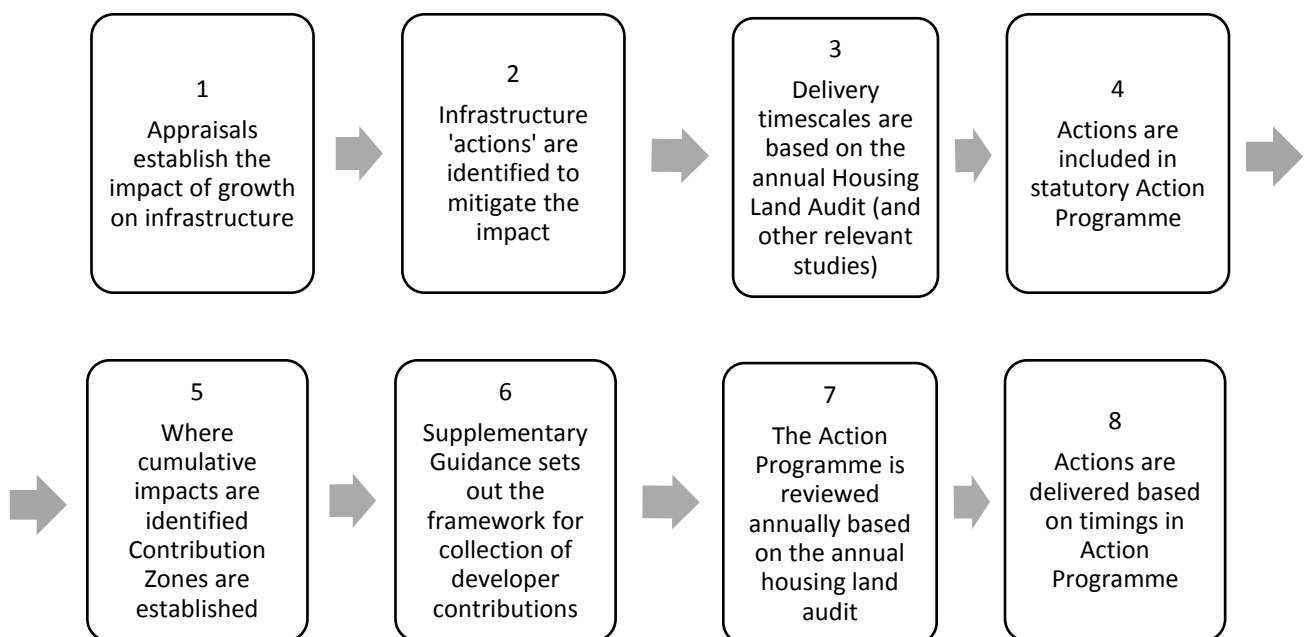 1
Appraisals
establish the
impact of growth
on infrastructure
2
Infrastructure
'actions' are
identified to
mitigate the
impact
3
Delivery
timescales are
based on the
annual Housing
Land Audit (and
other relevant
studies)
4
Actions are
included in
statutory Action
Programme
5
Where
cumulative
impacts are
identified
Contribution
Zones are
established
6
Supplementary
Guidance sets
out the
framework for
collection of
developer
contributions
7
The Action
Programme is
reviewed
annually based
on the annual
housing land
audit
8
Actions are
delivered based
on timings in
Action
Programme